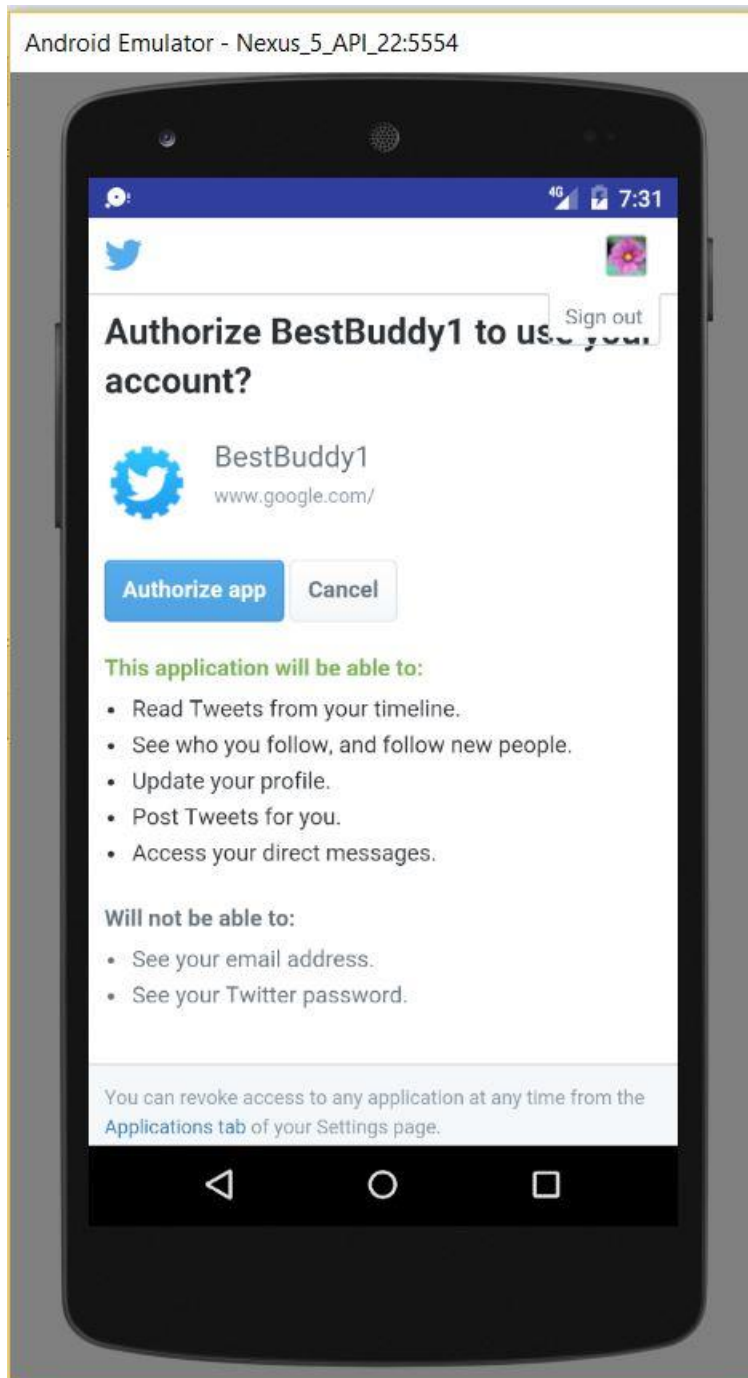 Android Emulator - Nexus_5_API_22:5554
4G 7:31
Sign out
Authorize BestBuddy1 to use your
account?
BestBuddy1
www.google.com/
Authorize app Cancel
This application will be able to:
• Read Tweets from your timeline.
• See who you follow, and follow new people.
• Update your profile.
• Post Tweets for you.
• Access your direct messages.
Will not be able to:
• See your email address.
• See your Twitter password.
You can revoke access to any application at any time from the
Applications tab of your Settings page.